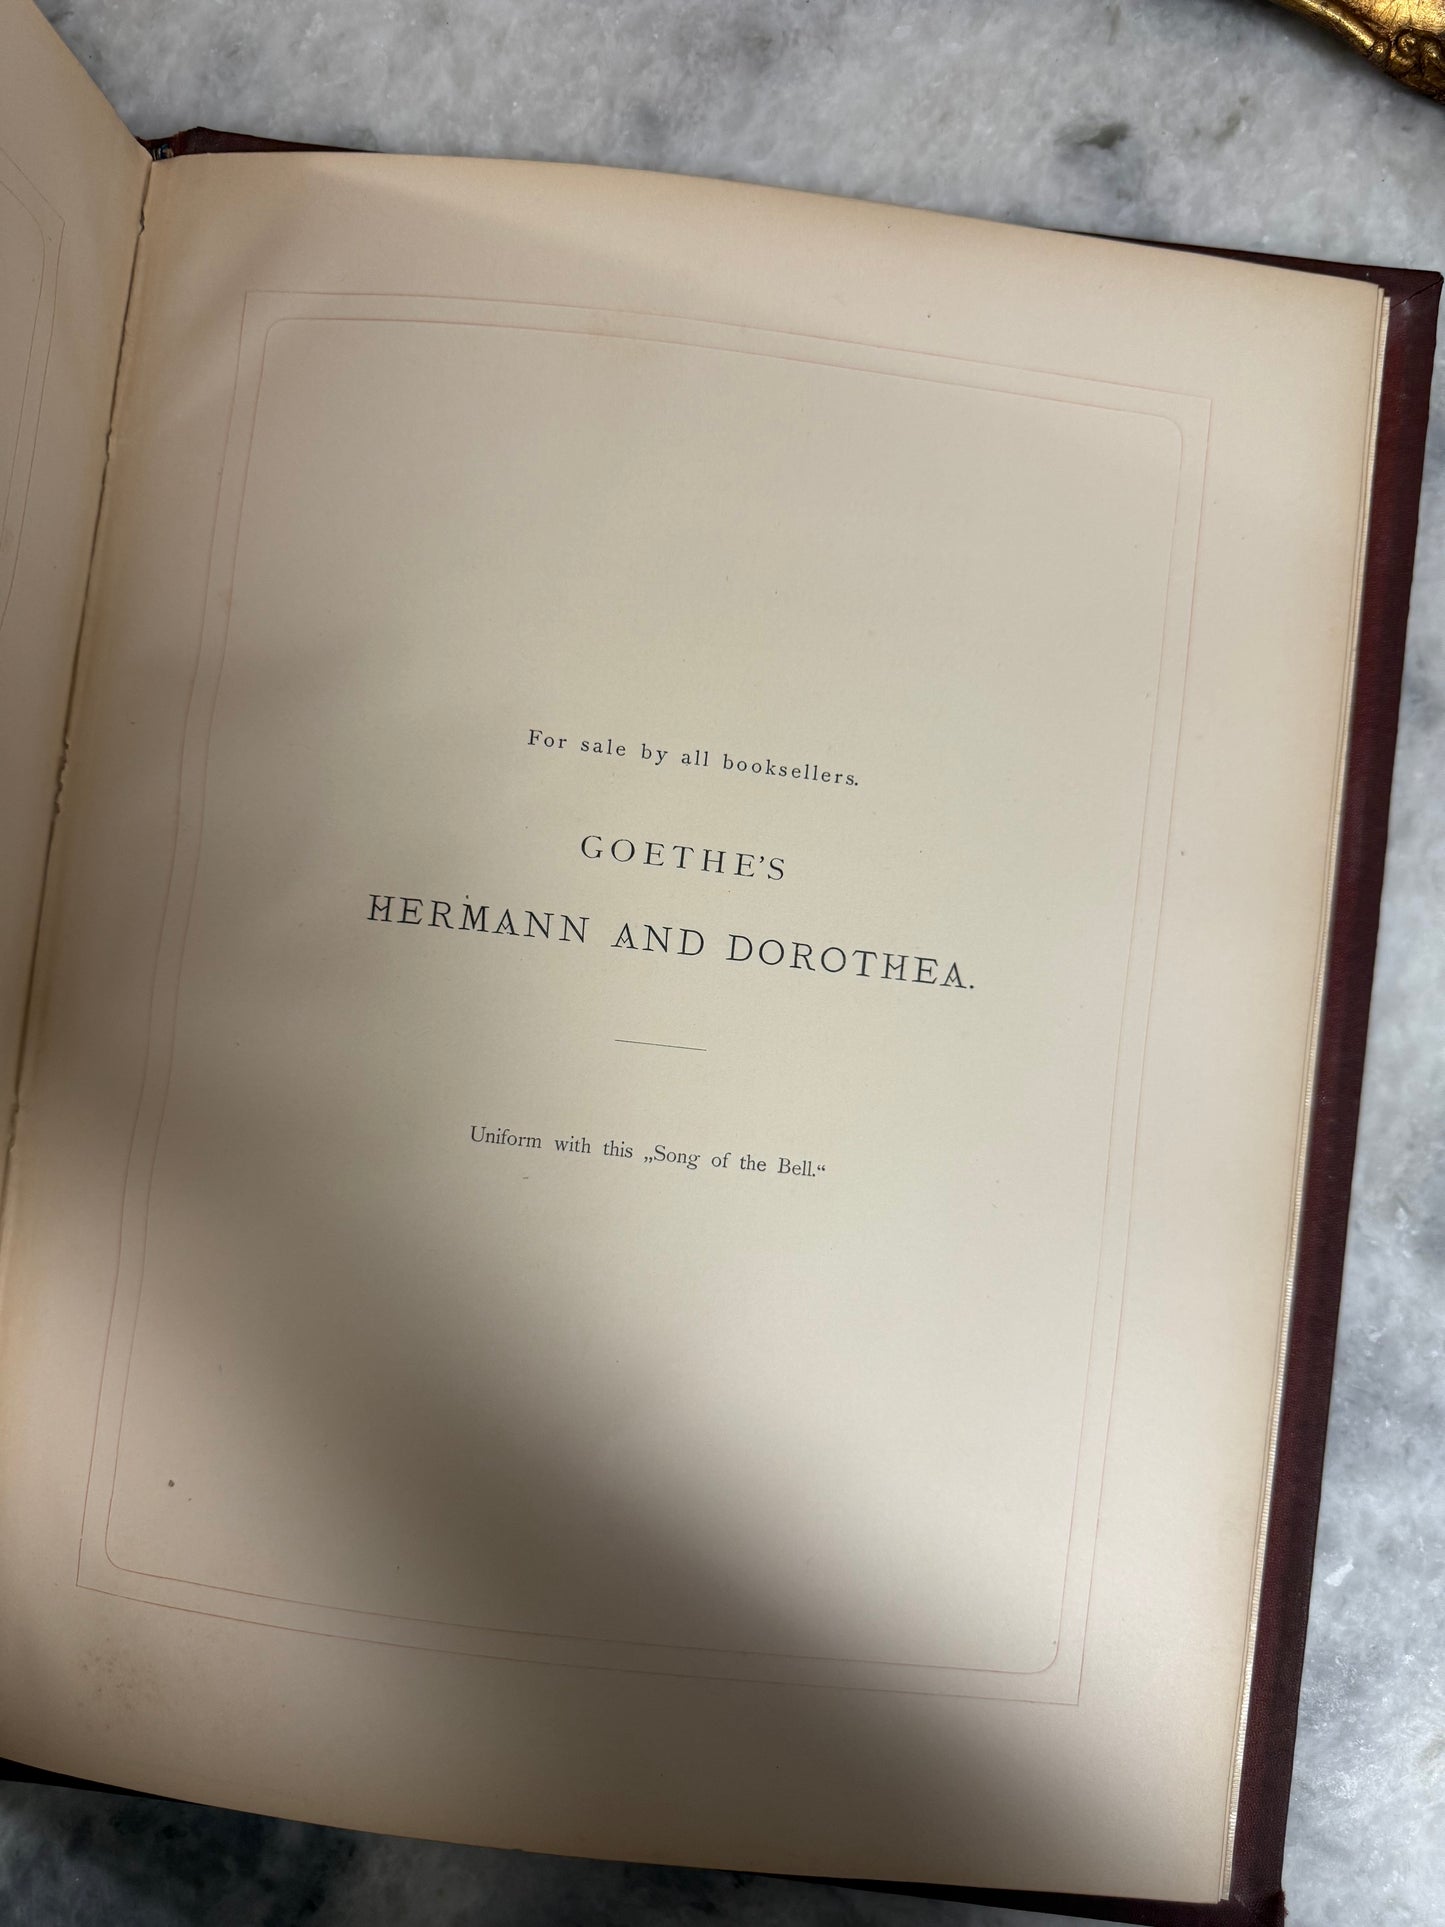 For sale by all booksellers.
GOETHE’S
HERMANN AND DOROTHEA.
Uniform with this „Song of the Bell.“